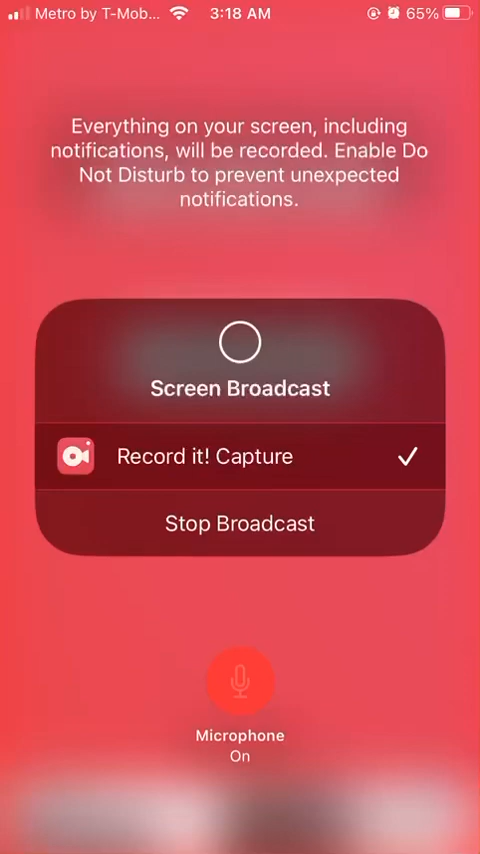 Metro by T-Mob... 3:18 AM 65%
Everything on your screen, including
notifications, will be recorded. Enable Do
Not Disturb to prevent unexpected
notifications.
Screen Broadcast
Record it! Capture
Stop Broadcast
Microphone
On